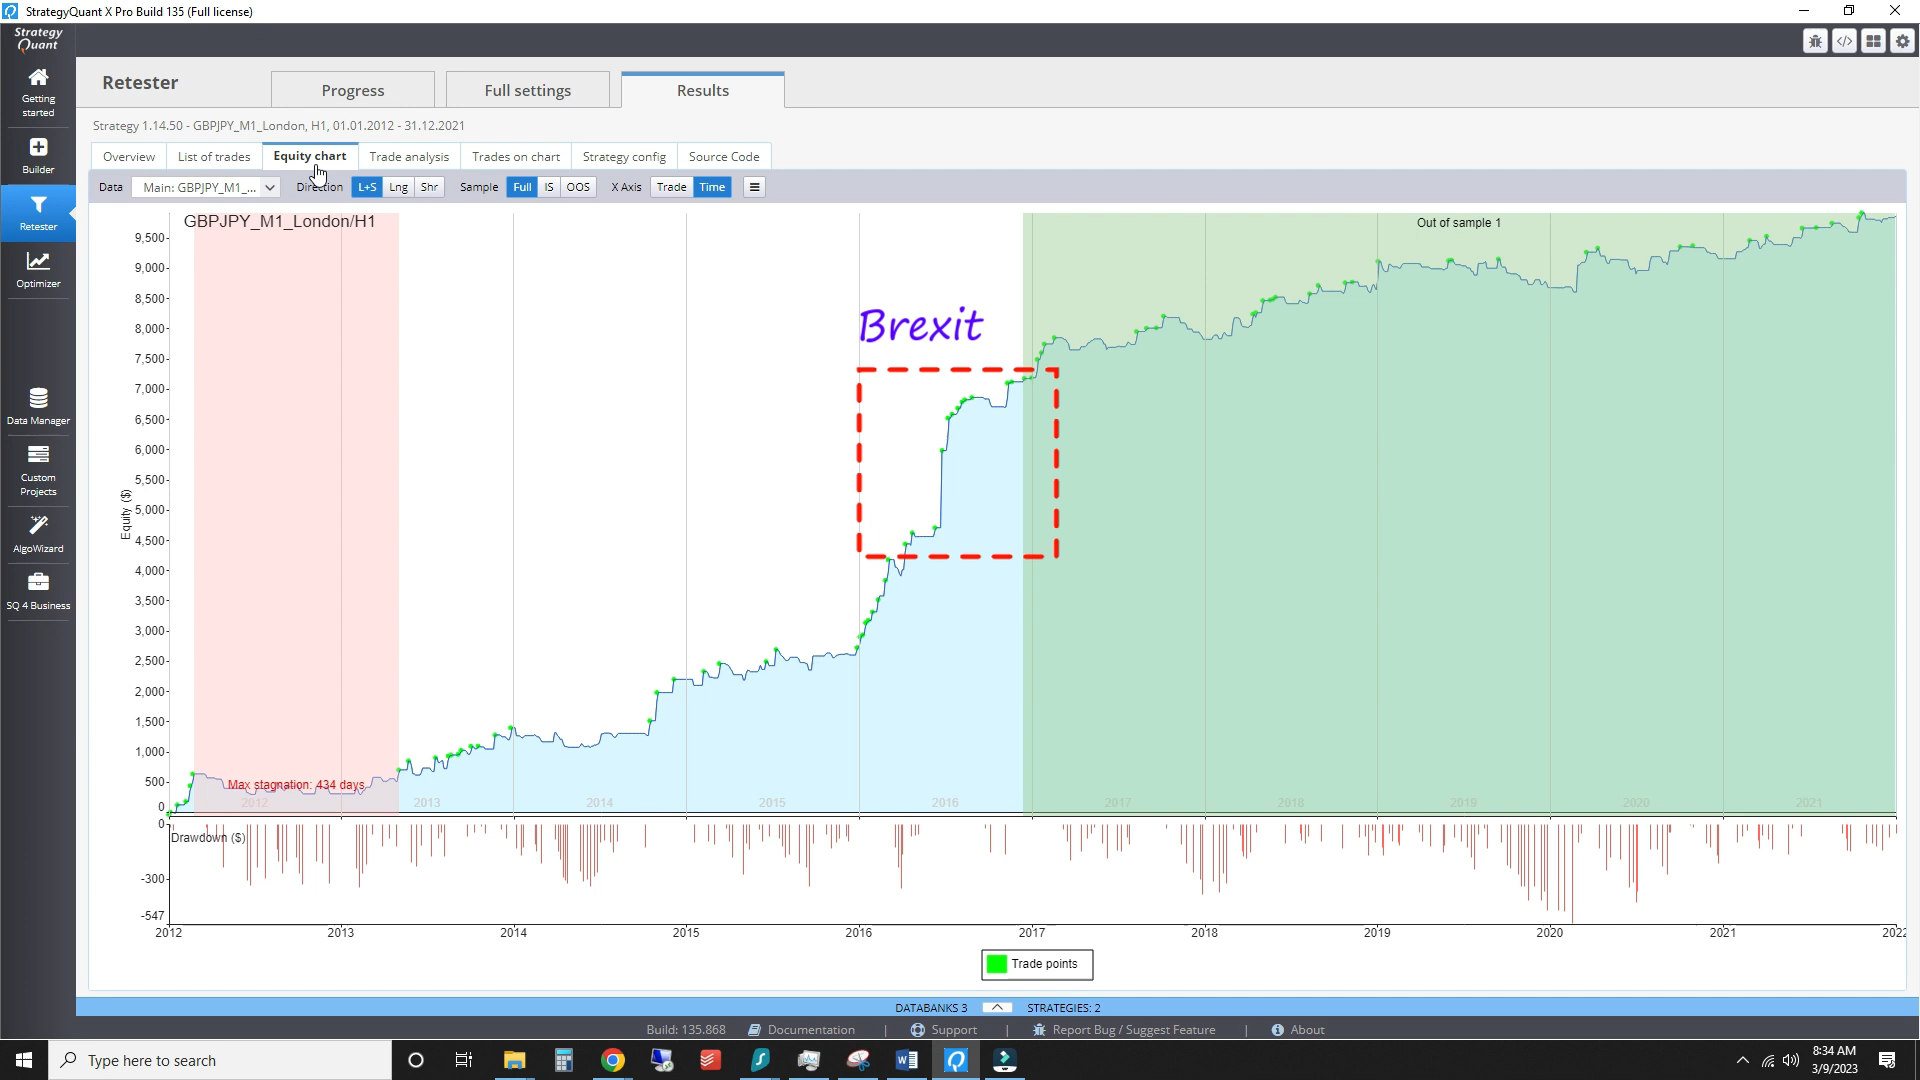 StrategyQuant X Pro Build 135 (Full license)
Strategy
Quant
Getting
started
Builder
Retester
Optimizer
Data Manager
Custom
Projects
AlgoWizard
SQ 4 Business
Retester
Progress
Full settings
Results
Strategy 1.14.50 - GBPJPY_M1_London, H1, 01.01.2012 - 31.12.2021
Overview
List of trades
Equity chart
Trade analysis
Trades on chart
Strategy config
Source Code
Data
Main: GBPJPY_M1_...
Direction
L+S
Lng
Shr
Sample
Full
IS
OOS
X Axis
Trade
Time
GBPJPY_M1_London/H1
Out of sample 1
Brexit
Equity ($)
9,500
9,000
8,500
8,000
7,500
7,000
6,500
6,000
5,500
5,000
4,500
4,000
3,500
3,000
2,500
2,000
1,500
1,000
500
0
Max stagnation: 434 days
2012
2013
2014
2015
2016
2017
2018
2019
2020
2021
0
Drawdown ($)
-300
-547
2012
2013
2014
2015
2016
2017
2018
2019
2020
2021
2022
Trade points
DATABANKS 3
STRATEGIES: 2
Build: 135.868
Documentation
|
Support
|
Report Bug / Suggest Feature
|
About
Type here to search
8:34 AM
3/9/2023